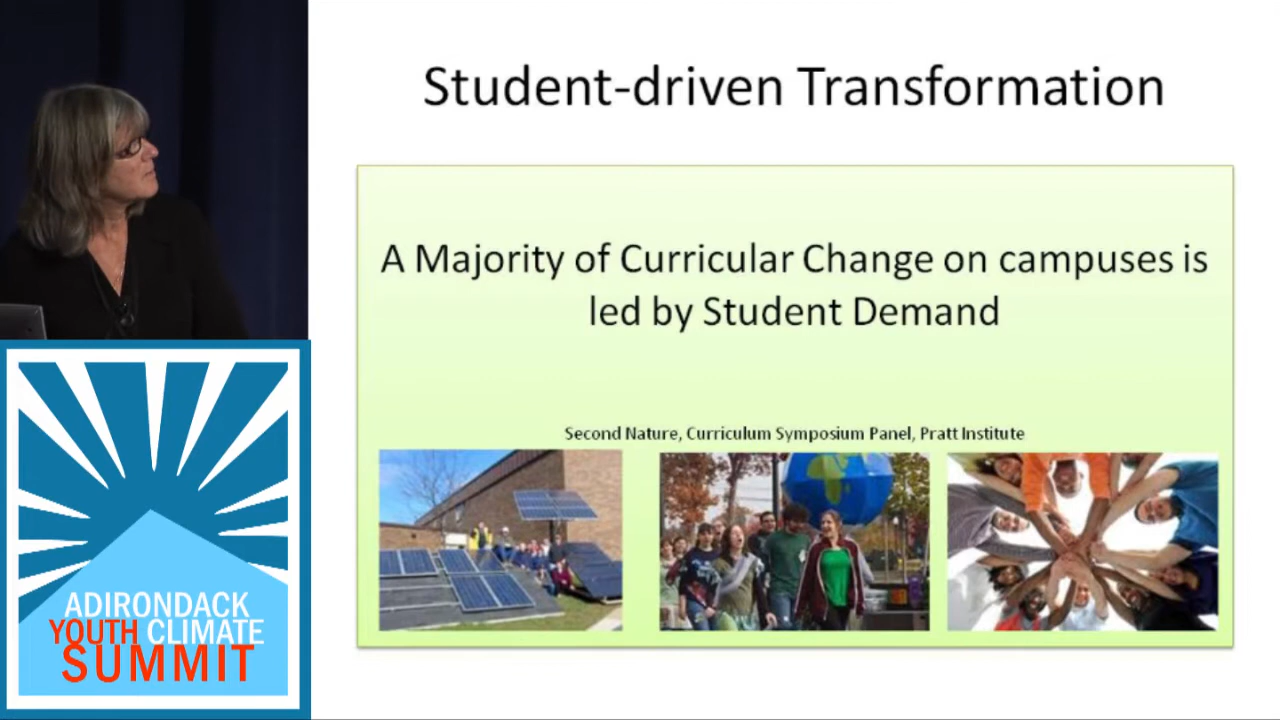 Student-driven Transformation
A Majority of Curricular Change on campuses is
led by Student Demand
Second Nature, Curriculum Symposium Panel, Pratt Institute
ADIRONDACK
YOUTH CLIMATE
SUMMIT